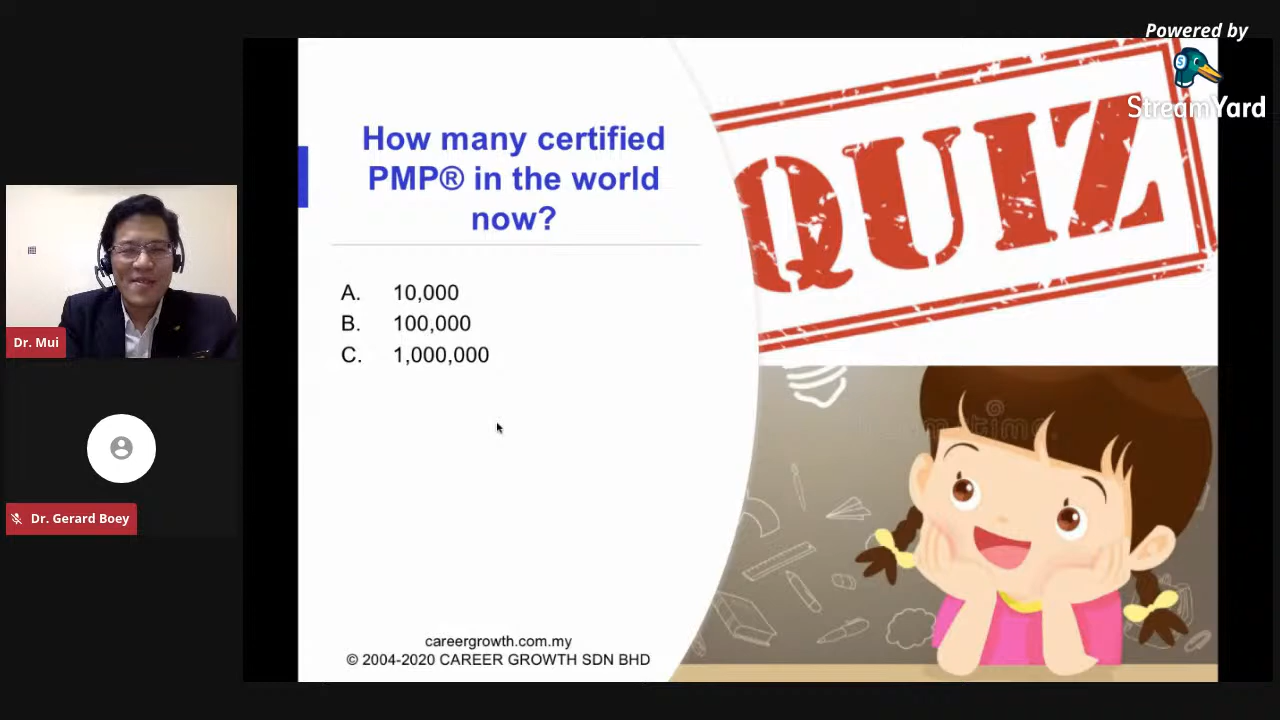 Powered by
StreamYard
How many certified
PMP® in the world
now?
QUIZ
A. 10,000
B. 100,000
C. 1,000,000
Dr. Mui
Dr. Gerard Boey
careergrowth.com.my
© 2004-2020 CAREER GROWTH SDN BHD